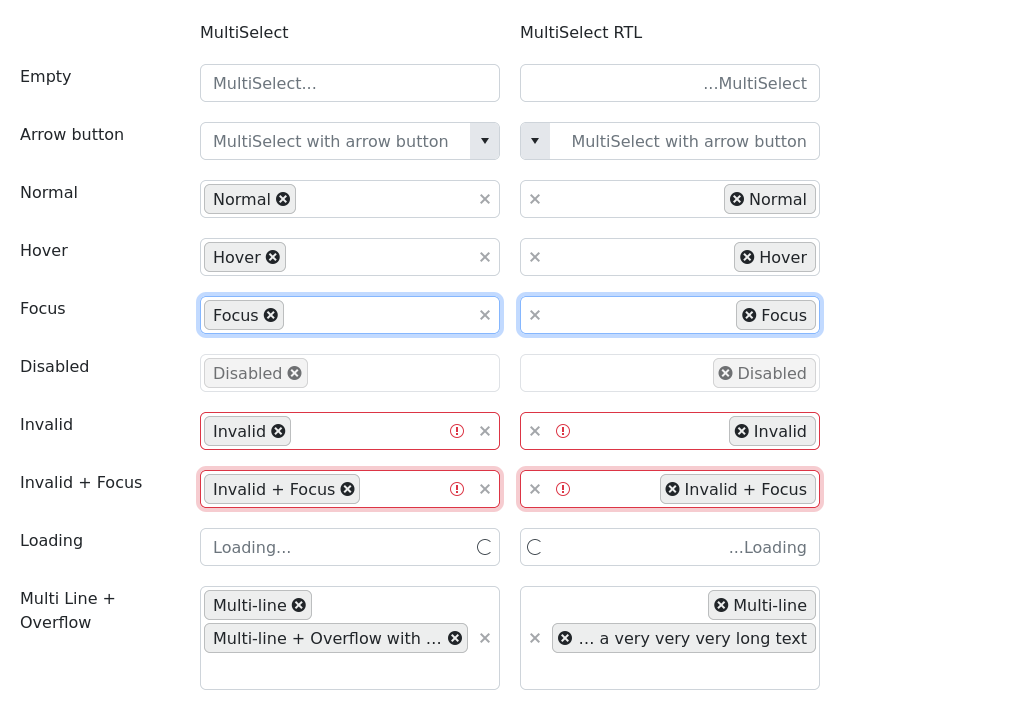 MultiSelect MultiSelect RTL
Empty MultiSelect... ...MultiSelect
Arrow button MultiSelect with arrow button MultiSelect with arrow button
Normal Normal Normal
Hover Hover Hover
Focus Focus Focus
Disabled Disabled Disabled
Invalid Invalid Invalid
Invalid + Focus Invalid + Focus Invalid + Focus
Loading Loading... ...Loading
Multi Line + Multi-line Multi-line
Overflow Multi-line + Overflow with … … a very very very long text